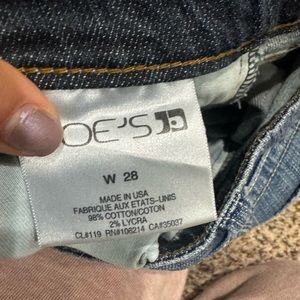 OE'S
W 28
MADE IN USA
FABRIQUE AUX ETATS-UNIS
98% COTTON/COTON
2% LYCRA
CL#119 RN#106214 CA#35037